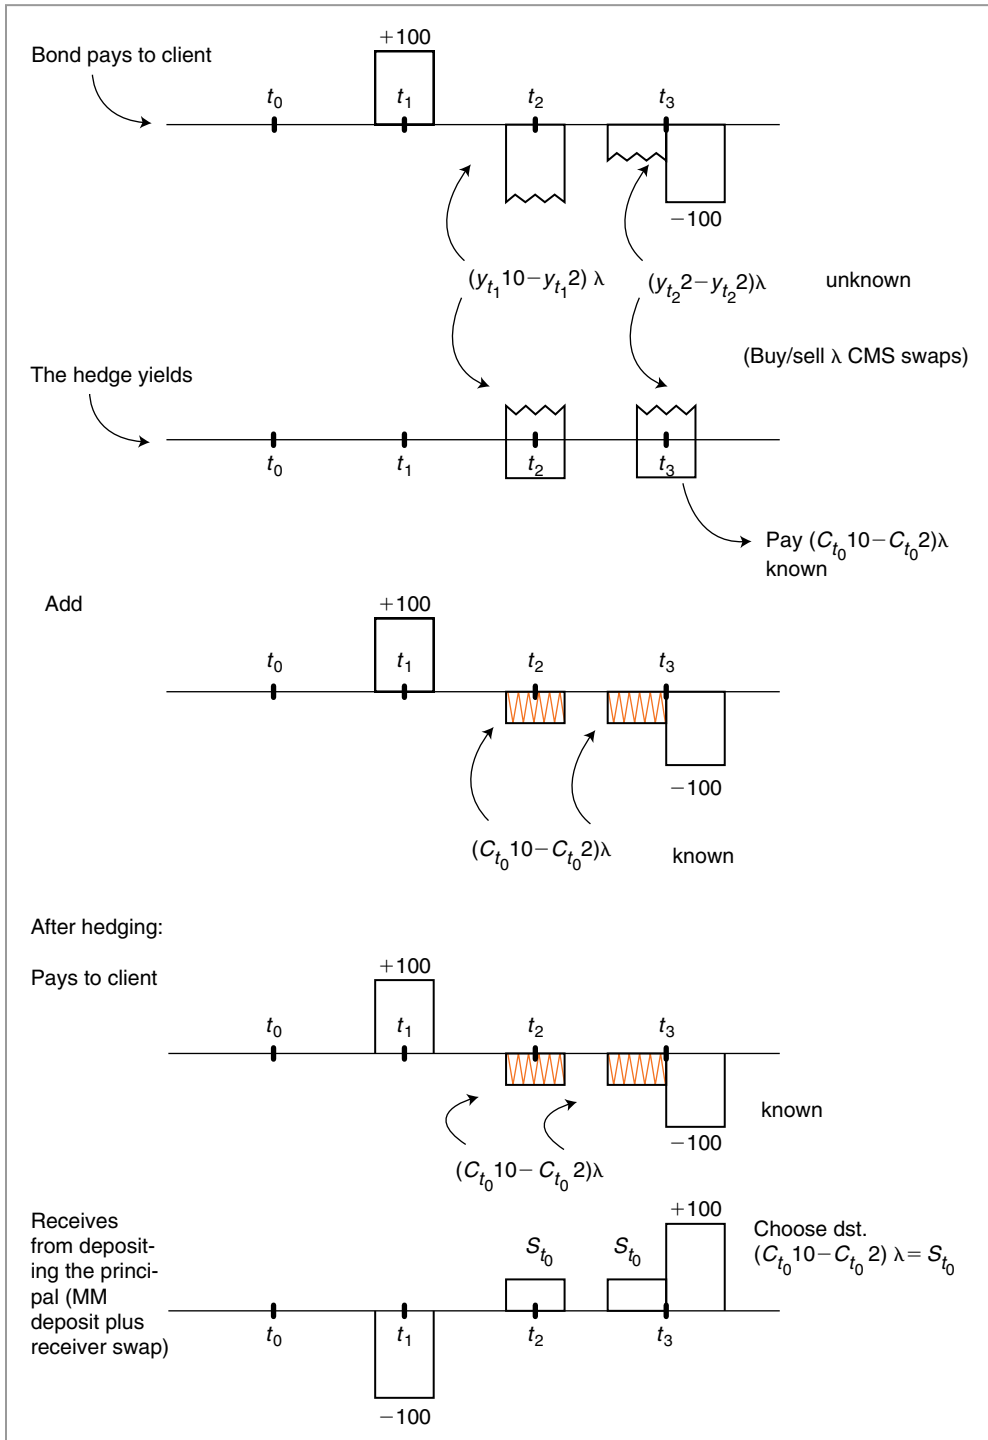 +100
Bond pays to client
t0 t1 t2 t3
−100
(yt110−yt12) λ (yt22−yt22)λ unknown
(Buy/sell λ CMS swaps)
The hedge yields
t0 t1 t2 t3
Pay (Ct010−Ct02)λ
known
Add
+100
t0 t1 t2 t3
−100
(Ct010−Ct02)λ known
After hedging:
Pays to client
+100
t0 t1 t2 t3
known
−100
(Ct010−Ct0 2)λ
Receives
from deposit-
ing the princi-
pal (MM
deposit plus
receiver swap)
+100
St0 St0
Choose dst.
(Ct010−Ct0 2) λ= St0
t0 t1 t2 t3
−100